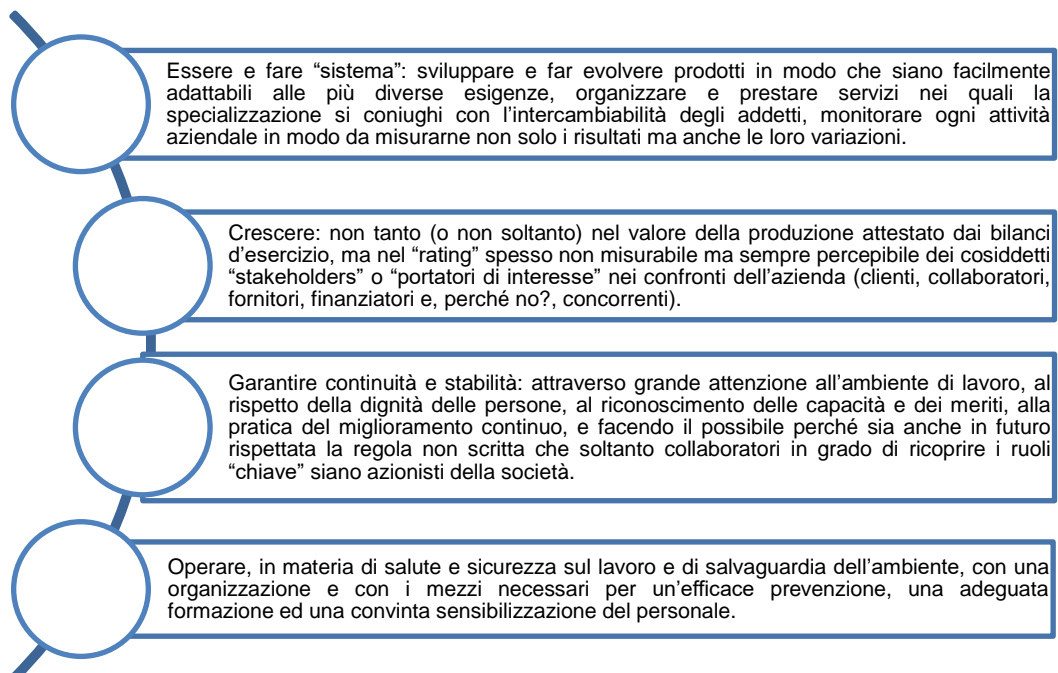 Essere e fare “sistema”: sviluppare e far evolvere prodotti in modo che siano facilmente
adattabili alle più diverse esigenze, organizzare e prestare servizi nei quali la
specializzazione si coniughi con l’intercambiabilità degli addetti, monitorare ogni attività
aziendale in modo da misurarne non solo i risultati ma anche le loro variazioni.
Crescere: non tanto (o non soltanto) nel valore della produzione attestato dai bilanci
d’esercizio, ma nel “rating” spesso non misurabile ma sempre percepibile dei cosiddetti
“stakeholders” o “portatori di interesse” nei confronti dell’azienda (clienti, collaboratori,
fornitori, finanziatori e, perché no?, concorrenti).
Garantire continuità e stabilità: attraverso grande attenzione all’ambiente di lavoro, al
rispetto della dignità delle persone, al riconoscimento delle capacità e dei meriti, alla
pratica del miglioramento continuo, e facendo il possibile perché sia anche in futuro
rispettata la regola non scritta che soltanto collaboratori in grado di ricoprire i ruoli
“chiave” siano azionisti della società.
Operare, in materia di salute e sicurezza sul lavoro e di salvaguardia dell’ambiente, con una
organizzazione e con i mezzi necessari per un’efficace prevenzione, una adeguata
formazione ed una convinta sensibilizzazione del personale.